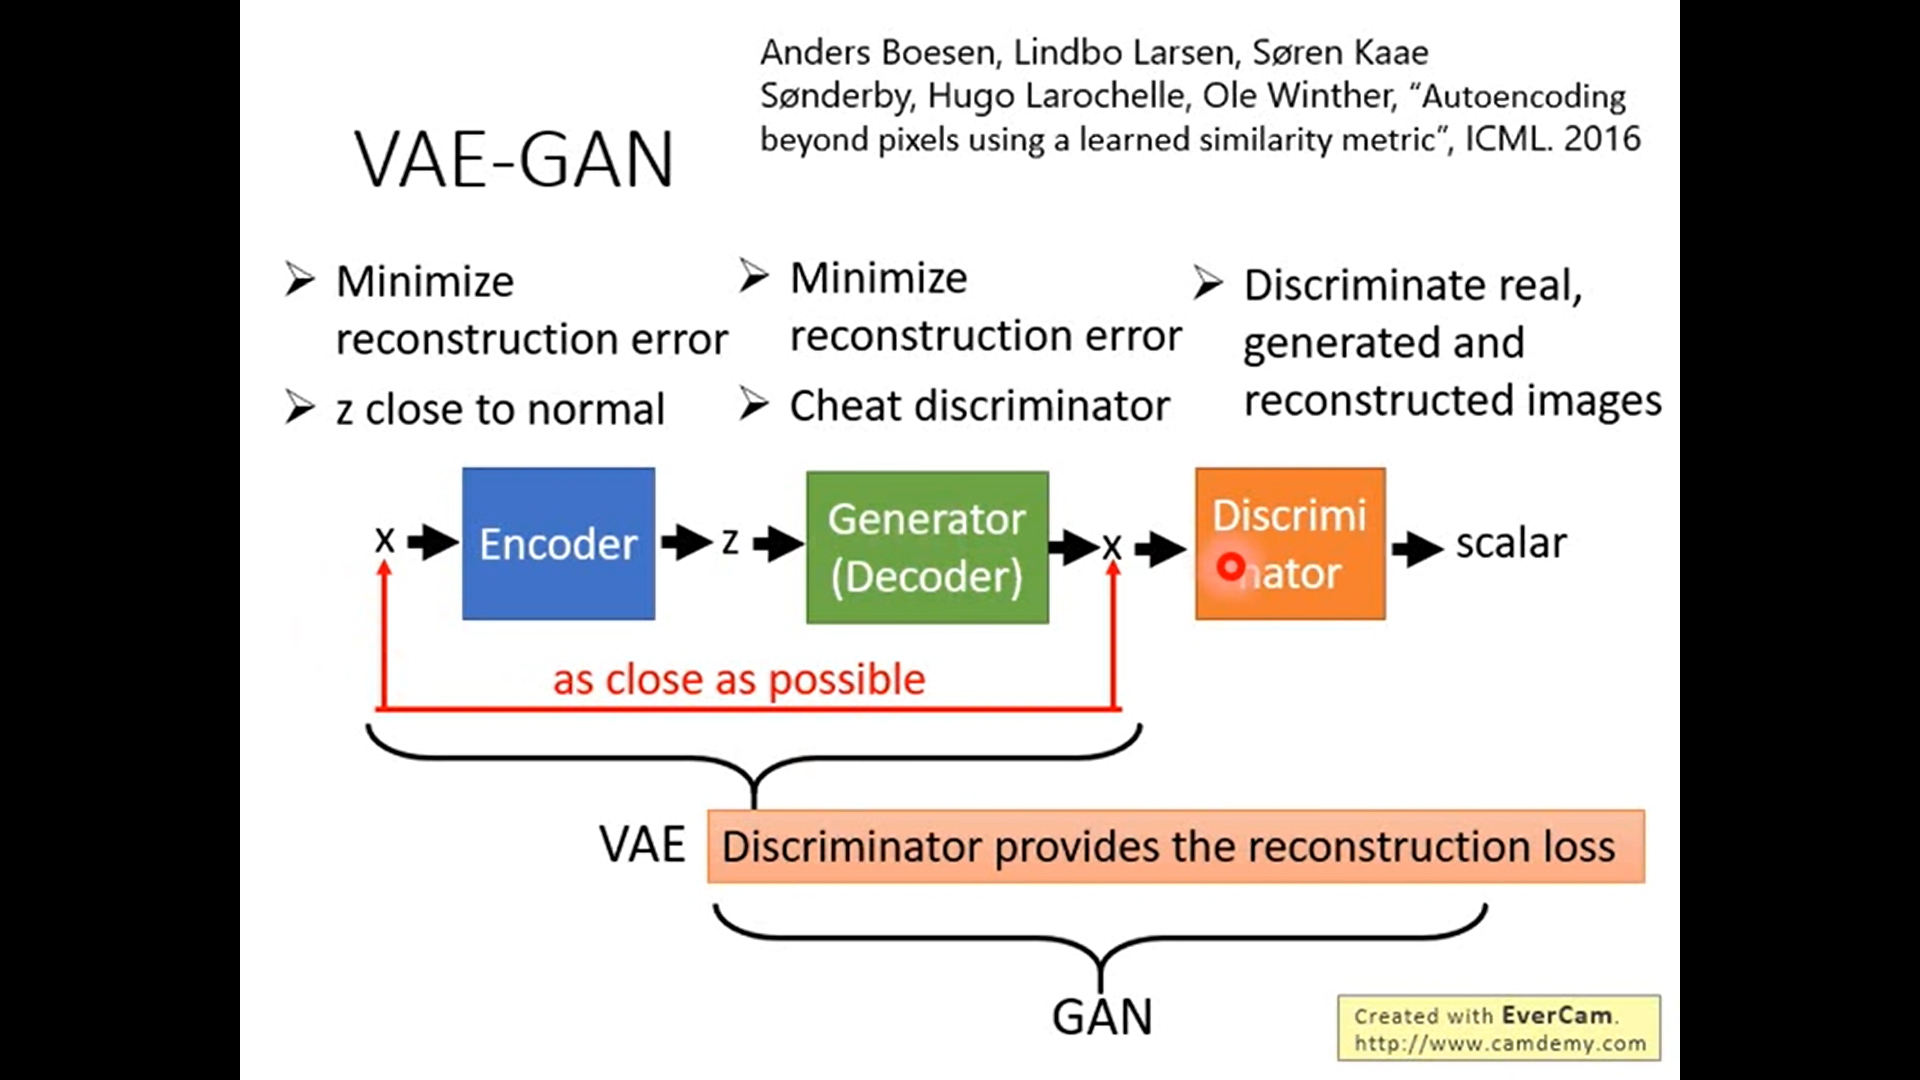 Anders Boesen, Lindbo Larsen, Søren Kaae
Sønderby, Hugo Larochelle, Ole Winther, “Autoencoding
beyond pixels using a learned similarity metric”, ICML. 2016
VAE-GAN
➢ Minimize
reconstruction error
➢ z close to normal
➢ Minimize
reconstruction error
➢ Cheat discriminator
➢ Discriminate real,
generated and
reconstructed images
x
Encoder
z
Generator
(Decoder)
x
Discrimi
nator
scalar
as close as possible
VAE
Discriminator provides the reconstruction loss
GAN
Created with EverCam.
http://www.camdemy.com